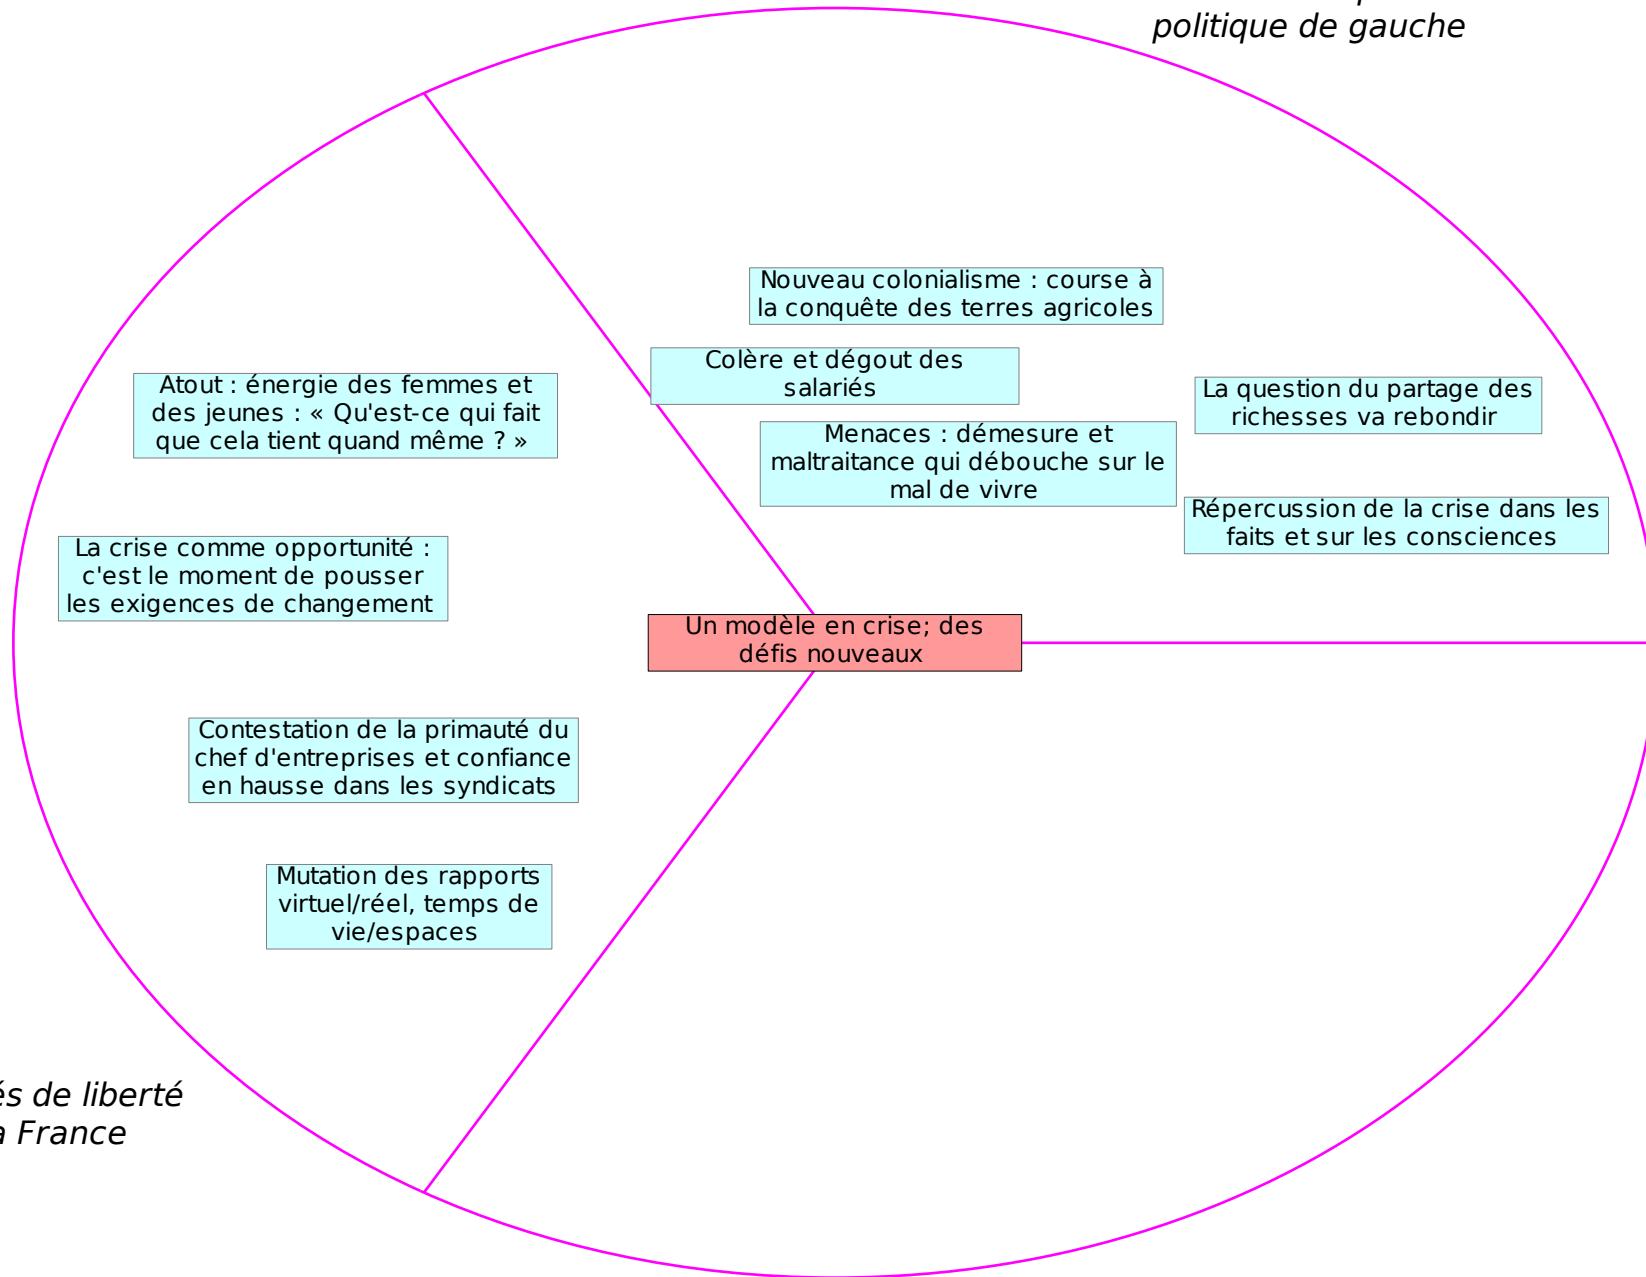 politique de gauche
Nouveau colonialisme : course à
la conquête des terres agricoles
Colère et dégout des
salariés
Atout : énergie des femmes et
des jeunes : « Qu'est-ce qui fait
que cela tient quand même ? »
La question du partage des
richesses va rebondir
Menaces : démesure et
maltraitance qui débouche sur le
mal de vivre
Répercussion de la crise dans les
faits et sur les consciences
La crise comme opportunité :
c'est le moment de pousser
les exigences de changement
Un modèle en crise; des
défis nouveaux
Contestation de la primauté du
chef d'entreprises et confiance
en hausse dans les syndicats
Mutation des rapports
virtuel/réel, temps de
vie/espaces
és de liberté
a France